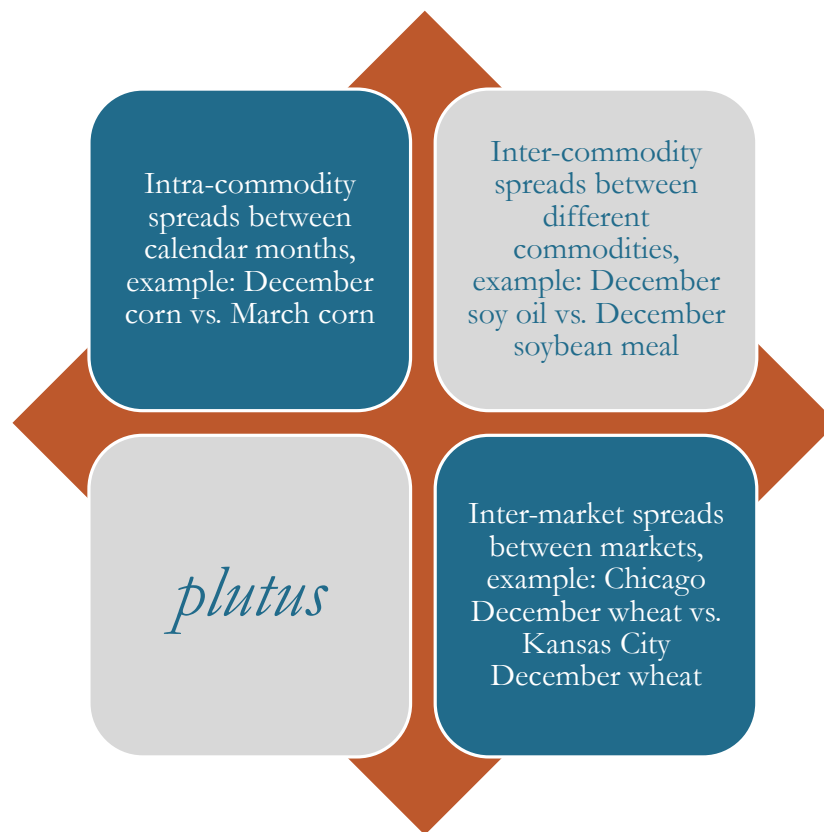 Intra-commodity
spreads between
calendar months,
example: December
corn vs. March corn
Inter-commodity
spreads between
different
commodities,
example: December
soy oil vs. December
soybean meal
plutus
Inter-market spreads
between markets,
example: Chicago
December wheat vs.
Kansas City
December wheat